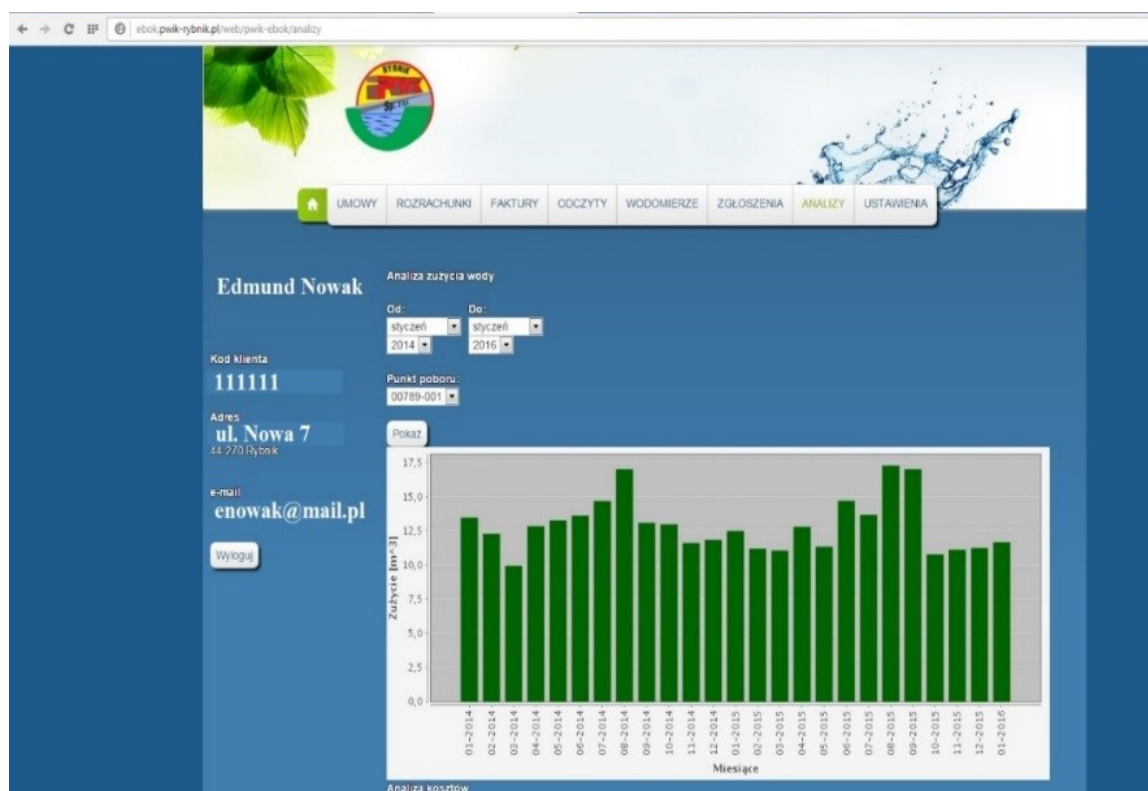 ebok.pwik-rybnik.pl/web/pwik-ebok/analizy
RYBNIK
PWiK
Sp. z o.o.
UMOWY ROZRACHUNKI FAKTURY ODCZYTY WODOMIERZE ZGŁOSZENIA ANALIZY USTAWIENIA
Edmund Nowak
Kod klienta
111111
Adres
ul. Nowa 7
44-270 Rybnik
e-mail
enowak@mail.pl
Wyloguj
Analiza zużycia wody
Od: Do:
styczeń styczeń
2014 2016
Punkt poboru:
00789-001
Pokaż
Zużycie [m^3]
17,5
15,0
12,5
10,0
7,5
5,0
2,5
0,0
01-2014 02-2014 03-2014 04-2014 05-2014 06-2014 07-2014 08-2014 09-2014 10-2014 11-2014 12-2014 01-2015 02-2015 03-2015 04-2015 05-2015 06-2015 07-2015 08-2015 09-2015 10-2015 11-2015 12-2015 01-2016
Miesiące
Analiza kosztów